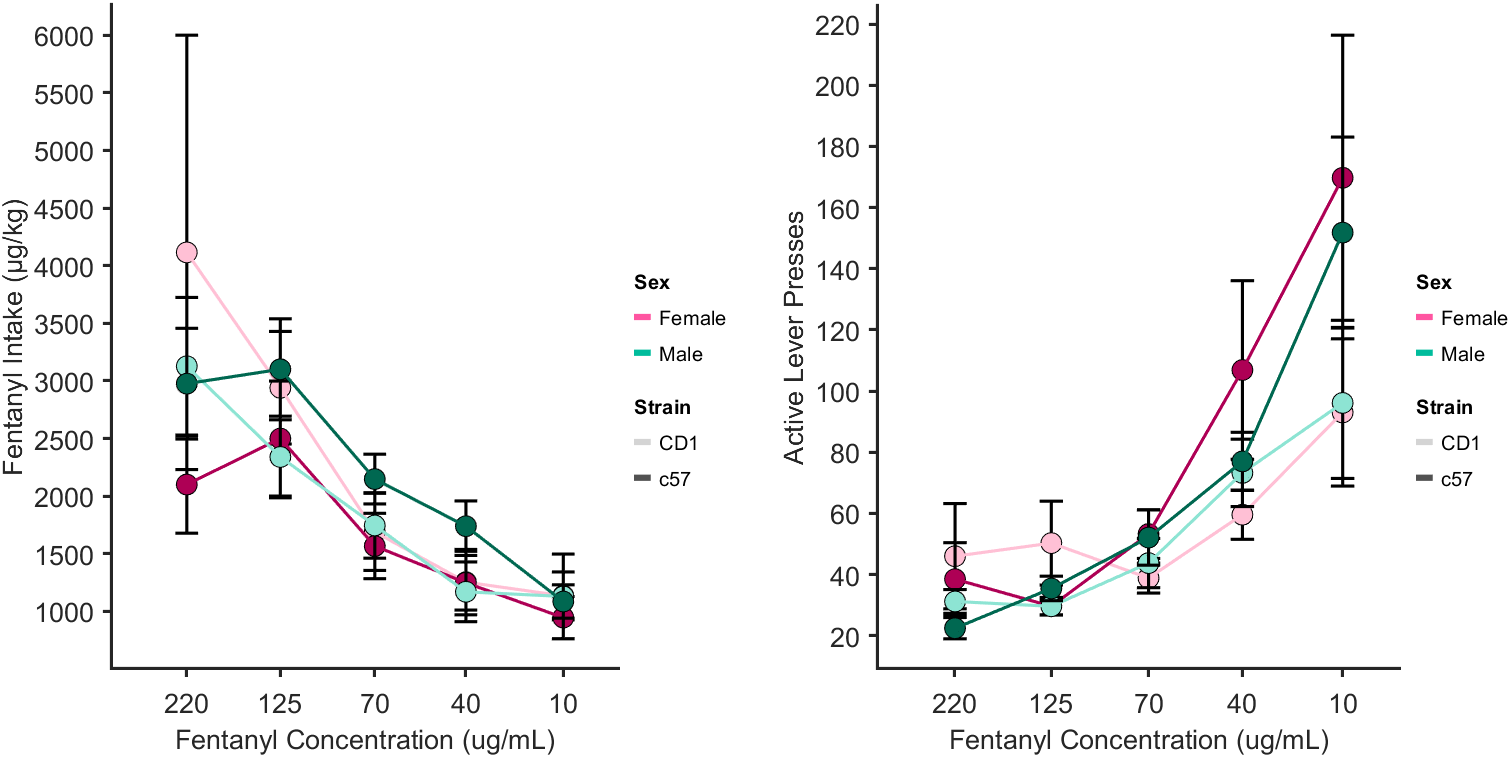 Fentanyl Intake (µg/kg)
6000
5500
5000
4500
4000
3500
3000
2500
2000
1500
1000
220 125 70 40 10
Fentanyl Concentration (ug/mL)
Sex
Female
Male
Strain
CD1
c57
Active Lever Presses
220
200
180
160
140
120
100
80
60
40
20
220 125 70 40 10
Fentanyl Concentration (ug/mL)
Sex
Female
Male
Strain
CD1
c57